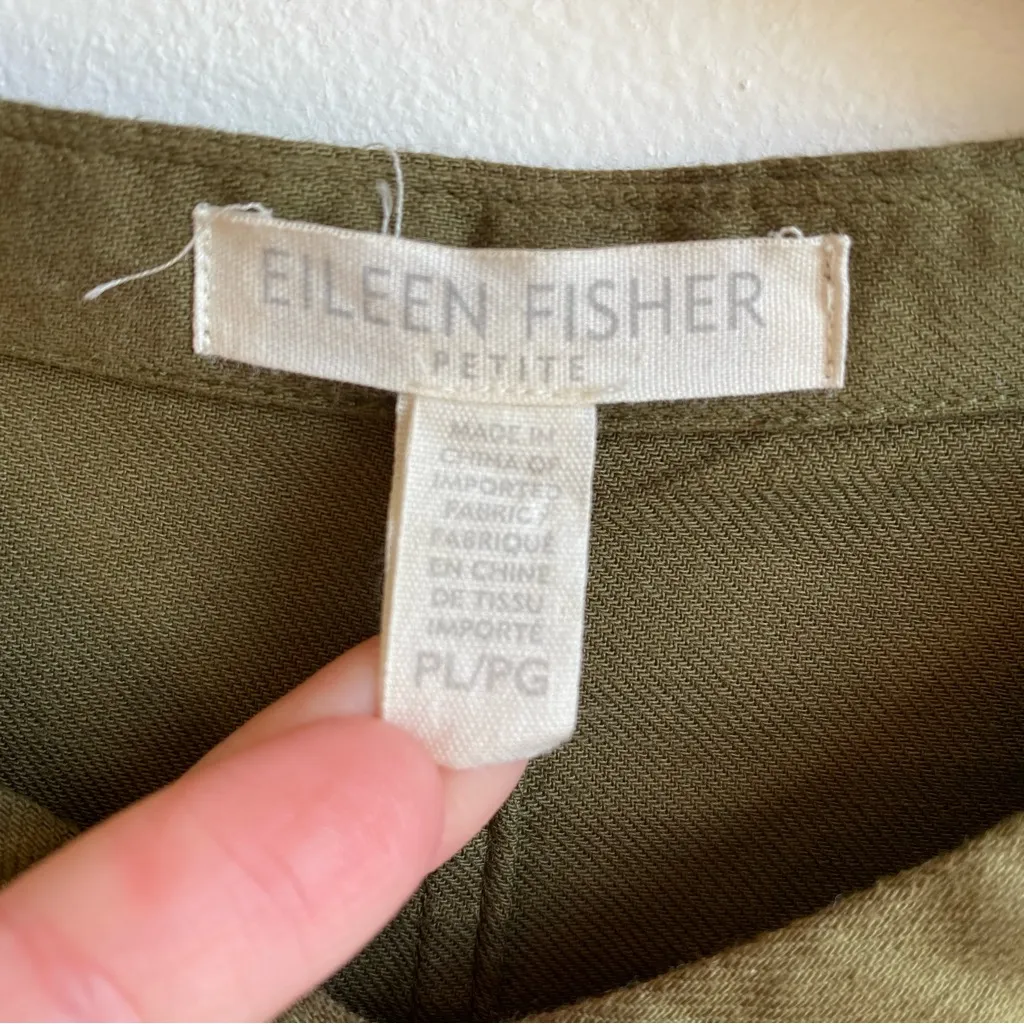 EILEEN FISHER
PETITE
MADE IN
CHINA OF
IMPORTED
FABRIC /
FABRIQUÉ
EN CHINE
DE TISSU
IMPORTÉ
PL/PG